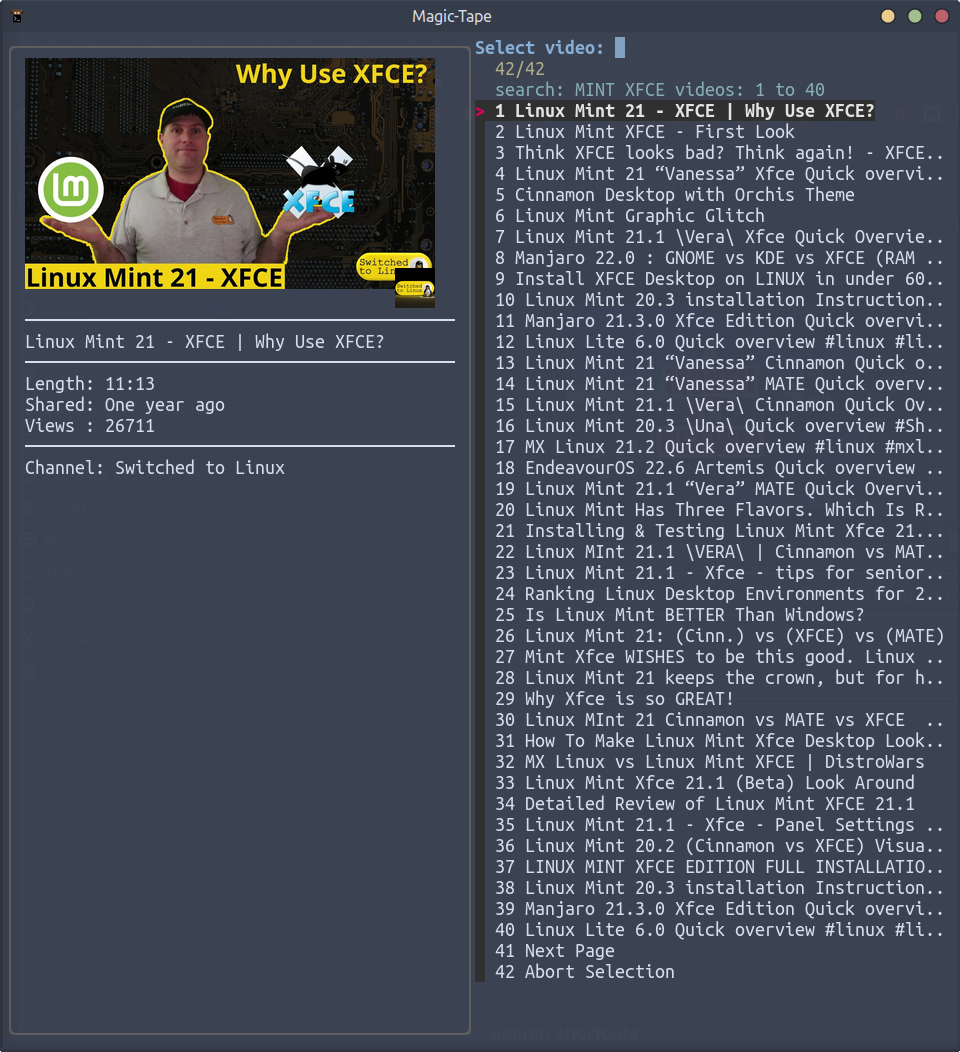 Magic-Tape
Why Use XFCE?
XFCE
Linux Mint 21 - XFCE
Switched
to Linux
Linux Mint 21 - XFCE | Why Use XFCE?
Length: 11:13
Shared: One year ago
Views : 26711
Channel: Switched to Linux
Select video:
42/42
search: MINT XFCE videos: 1 to 40
> 1 Linux Mint 21 - XFCE | Why Use XFCE?
2 Linux Mint XFCE - First Look
3 Think XFCE looks bad? Think again! - XFCE..
4 Linux Mint 21 “Vanessa” Xfce Quick overvi..
5 Cinnamon Desktop with Orchis Theme
6 Linux Mint Graphic Glitch
7 Linux Mint 21.1 \Vera\ Xfce Quick Overvie..
8 Manjaro 22.0 : GNOME vs KDE vs XFCE (RAM ..
9 Install XFCE Desktop on LINUX in under 60..
10 Linux Mint 20.3 installation Instruction..
11 Manjaro 21.3.0 Xfce Edition Quick overvi..
12 Linux Lite 6.0 Quick overview #linux #li..
13 Linux Mint 21 “Vanessa” Cinnamon Quick o..
14 Linux Mint 21 “Vanessa” MATE Quick overv..
15 Linux Mint 21.1 \Vera\ Cinnamon Quick Ov..
16 Linux Mint 20.3 \Una\ Quick overview #Sh..
17 MX Linux 21.2 Quick overview #linux #mxl..
18 EndeavourOS 22.6 Artemis Quick overview ..
19 Linux Mint 21.1 “Vera” MATE Quick Overvi..
20 Linux Mint Has Three Flavors. Which Is R..
21 Installing & Testing Linux Mint Xfce 21...
22 Linux MInt 21.1 \VERA\ | Cinnamon vs MAT..
23 Linux Mint 21.1 - Xfce - tips for senior..
24 Ranking Linux Desktop Environments for 2..
25 Is Linux Mint BETTER Than Windows?
26 Linux Mint 21: (Cinn.) vs (XFCE) vs (MATE)
27 Mint Xfce WISHES to be this good. Linux ..
28 Linux Mint 21 keeps the crown, but for h..
29 Why Xfce is so GREAT!
30 Linux MInt 21 Cinnamon vs MATE vs XFCE  ..
31 How To Make Linux Mint Xfce Desktop Look..
32 MX Linux vs Linux Mint XFCE | DistroWars
33 Linux Mint Xfce 21.1 (Beta) Look Around
34 Detailed Review of Linux Mint XFCE 21.1
35 Linux Mint 21.1 - Xfce - Panel Settings ..
36 Linux Mint 20.2 (Cinnamon vs XFCE) Visua..
37 LINUX MINT XFCE EDITION FULL INSTALLATIO..
38 Linux Mint 20.3 installation Instruction..
39 Manjaro 21.3.0 Xfce Edition Quick overvi..
40 Linux Lite 6.0 Quick overview #linux #li..
41 Next Page
42 Abort Selection
Search shortcuts